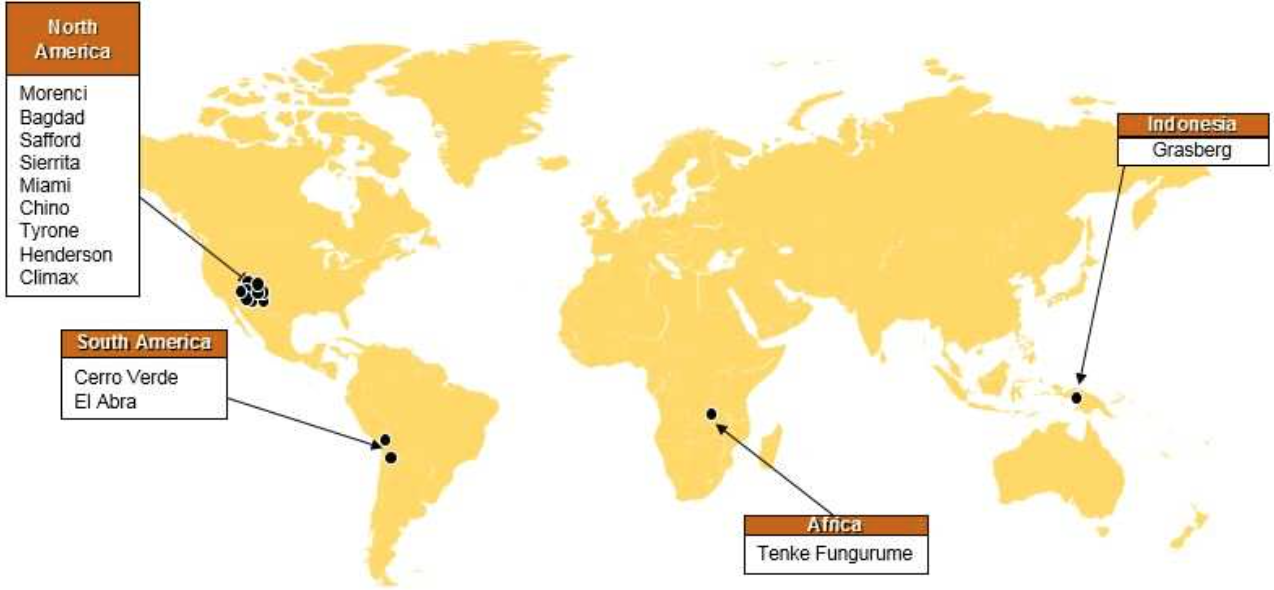 North
America
Morenci
Bagdad
Safford
Sierrita
Miami
Chino
Tyrone
Henderson
Climax
Indonesia
Grasberg
South America
Cerro Verde
El Abra
Africa
Tenke Fungurume